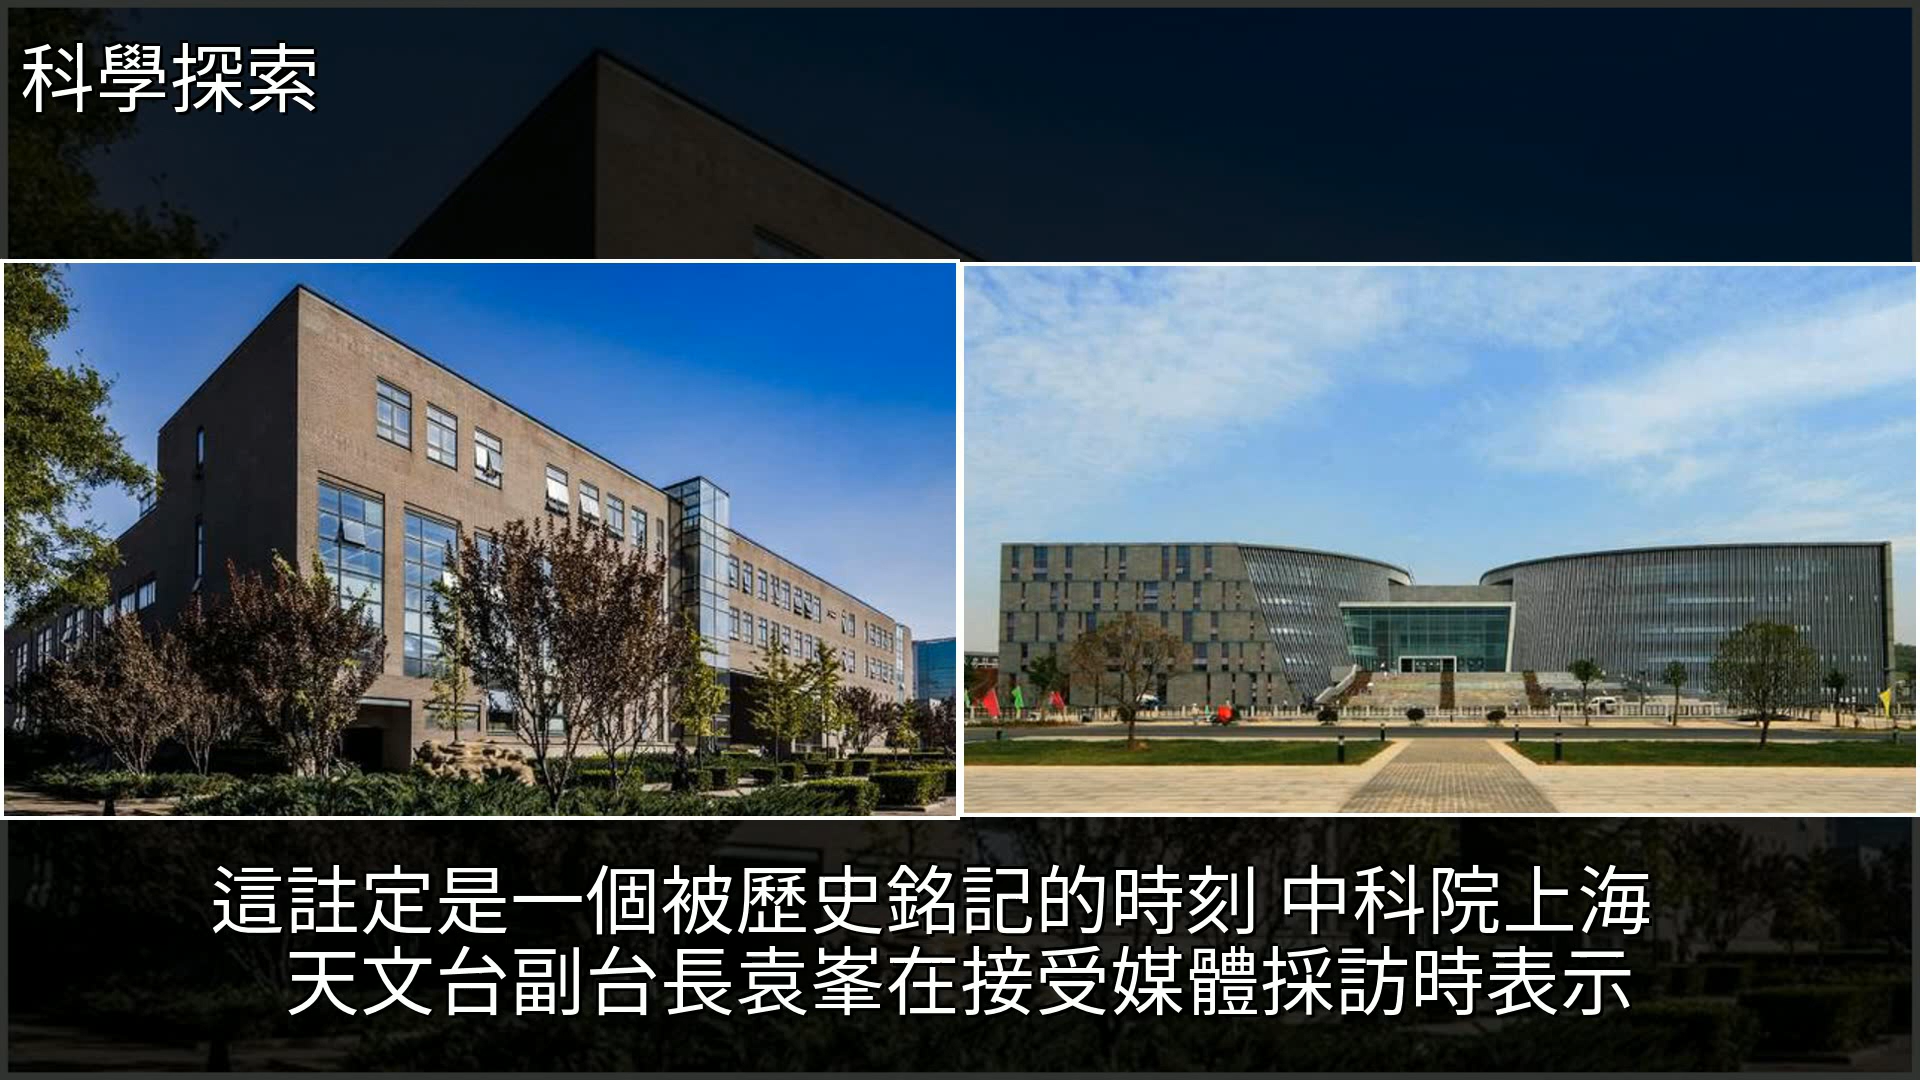 科學探索
這註定是一個被歷史銘記的時刻 中科院上海
天文台副台長袁峯在接受媒體採訪時表示